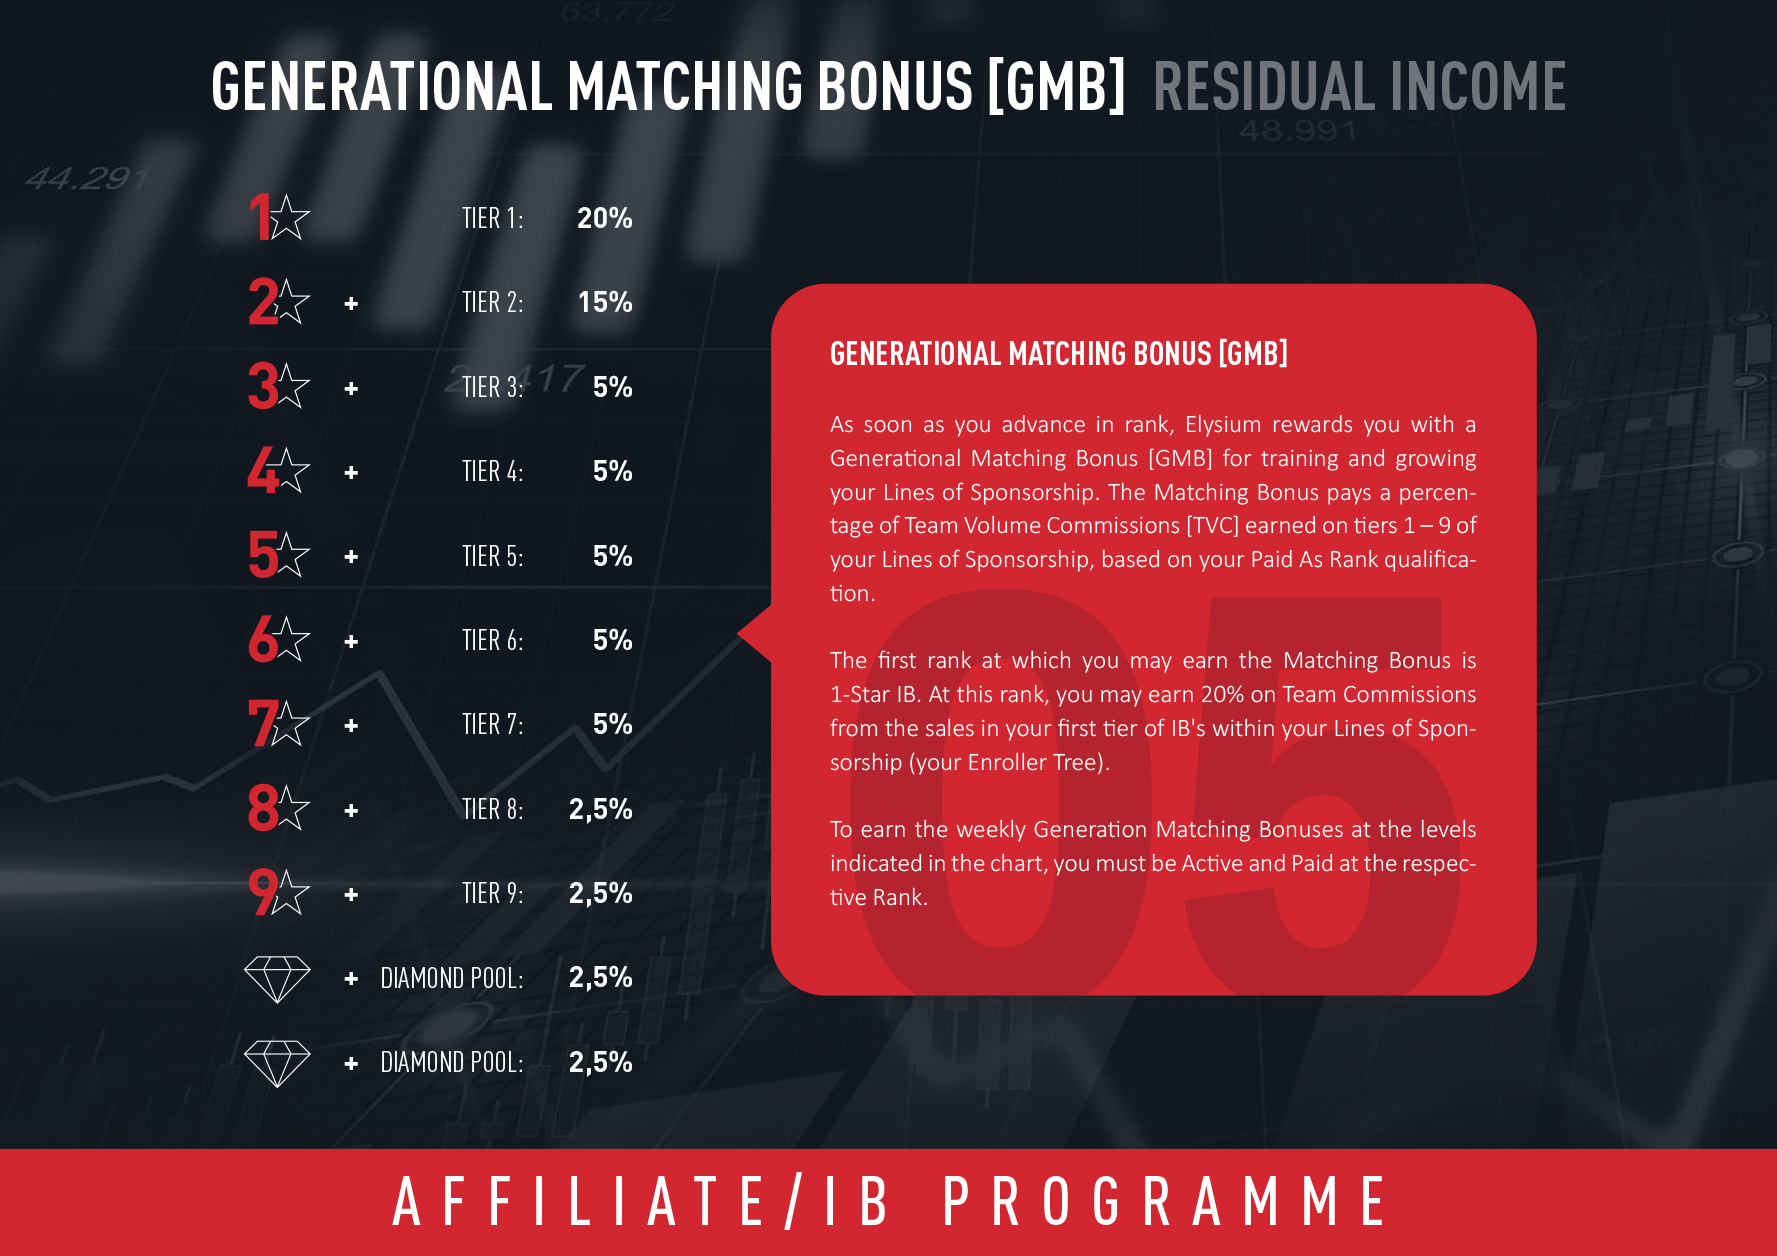 63.772
GENERATIONAL MATCHING BONUS [GMB] RESIDUAL INCOME
48.991
44.291
1 TIER 1: 20%
2 + TIER 2: 15%
3 + TIER 3: 5%
4 + TIER 4: 5%
5 + TIER 5: 5%
6 + TIER 6: 5%
7 + TIER 7: 5%
8 + TIER 8: 2,5%
9 + TIER 9: 2,5%
+ DIAMOND POOL: 2,5%
+ DIAMOND POOL: 2,5%
GENERATIONAL MATCHING BONUS [GMB]
As soon as you advance in rank, Elysium rewards you with a
Generational Matching Bonus [GMB] for training and growing
your Lines of Sponsorship. The Matching Bonus pays a percen-
tage of Team Volume Commissions [TVC] earned on tiers 1 – 9 of
your Lines of Sponsorship, based on your Paid As Rank qualifica-
tion.
The first rank at which you may earn the Matching Bonus is
1-Star IB. At this rank, you may earn 20% on Team Commissions
from the sales in your first tier of IB's within your Lines of Spon-
sorship (your Enroller Tree).
To earn the weekly Generation Matching Bonuses at the levels
indicated in the chart, you must be Active and Paid at the respec-
tive Rank.
05
AFFILIATE/IB PROGRAMME